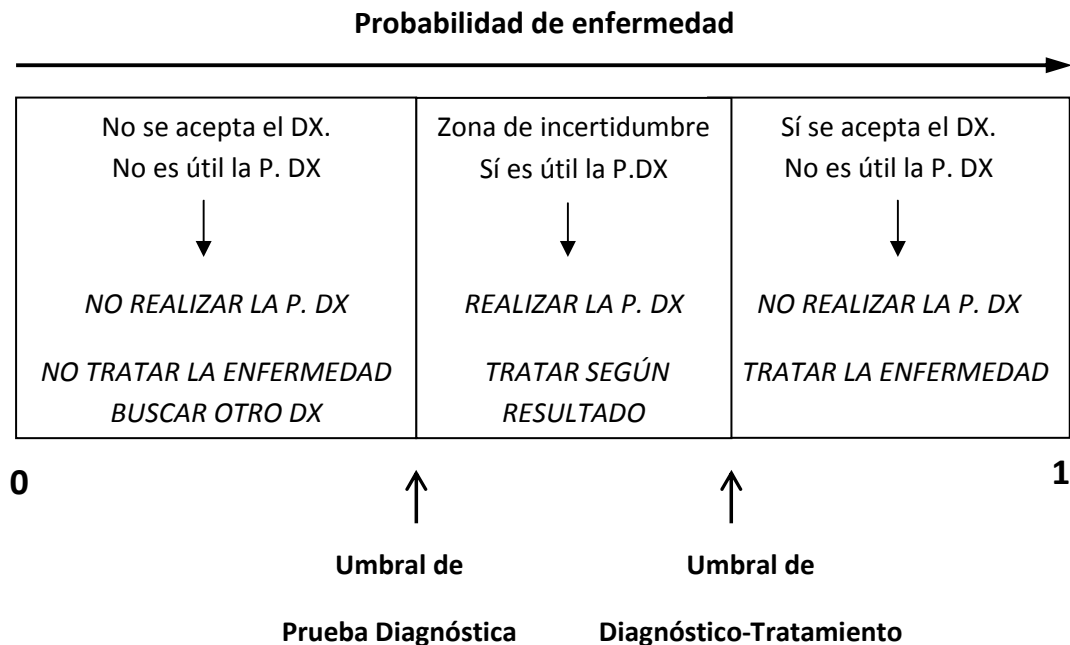 Probabilidad de enfermedad
No se acepta el DX.
No es útil la P. DX
NO REALIZAR LA P. DX
NO TRATAR LA ENFERMEDAD
BUSCAR OTRO DX
Zona de incertidumbre
Sí es útil la P.DX
REALIZAR LA P. DX
TRATAR SEGÚN
RESULTADO
Sí se acepta el DX.
No es útil la P. DX
NO REALIZAR LA P. DX
TRATAR LA ENFERMEDAD
0
1
Umbral de
Prueba Diagnóstica
Umbral de
Diagnóstico-Tratamiento